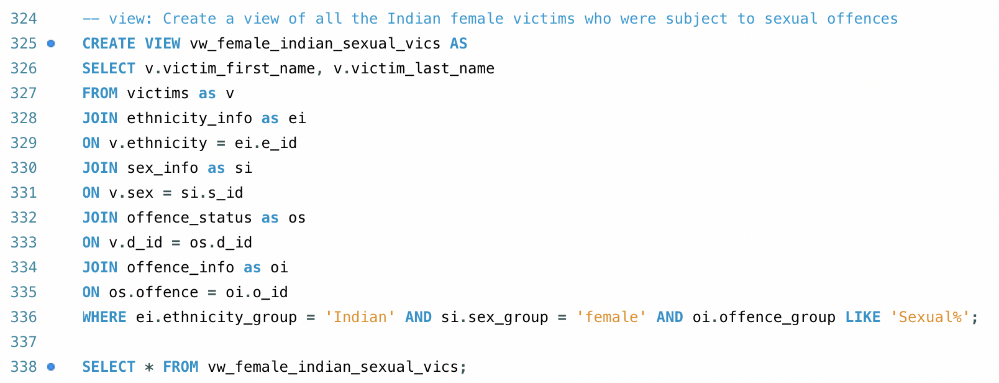 324 -- view: Create a view of all the Indian female victims who were subject to sexual offences
325 CREATE VIEW vw_female_indian_sexual_vics AS
326 SELECT v.victim_first_name, v.victim_last_name
327 FROM victims as v
328 JOIN ethnicity_info as ei
329 ON v.ethnicity = ei.e_id
330 JOIN sex_info as si
331 ON v.sex = si.s_id
332 JOIN offence_status as os
333 ON v.d_id = os.d_id
334 JOIN offence_info as oi
335 ON os.offence = oi.o_id
336 WHERE ei.ethnicity_group = 'Indian' AND si.sex_group = 'female' AND oi.offence_group LIKE 'Sexual%';
337
338 SELECT * FROM vw_female_indian_sexual_vics;